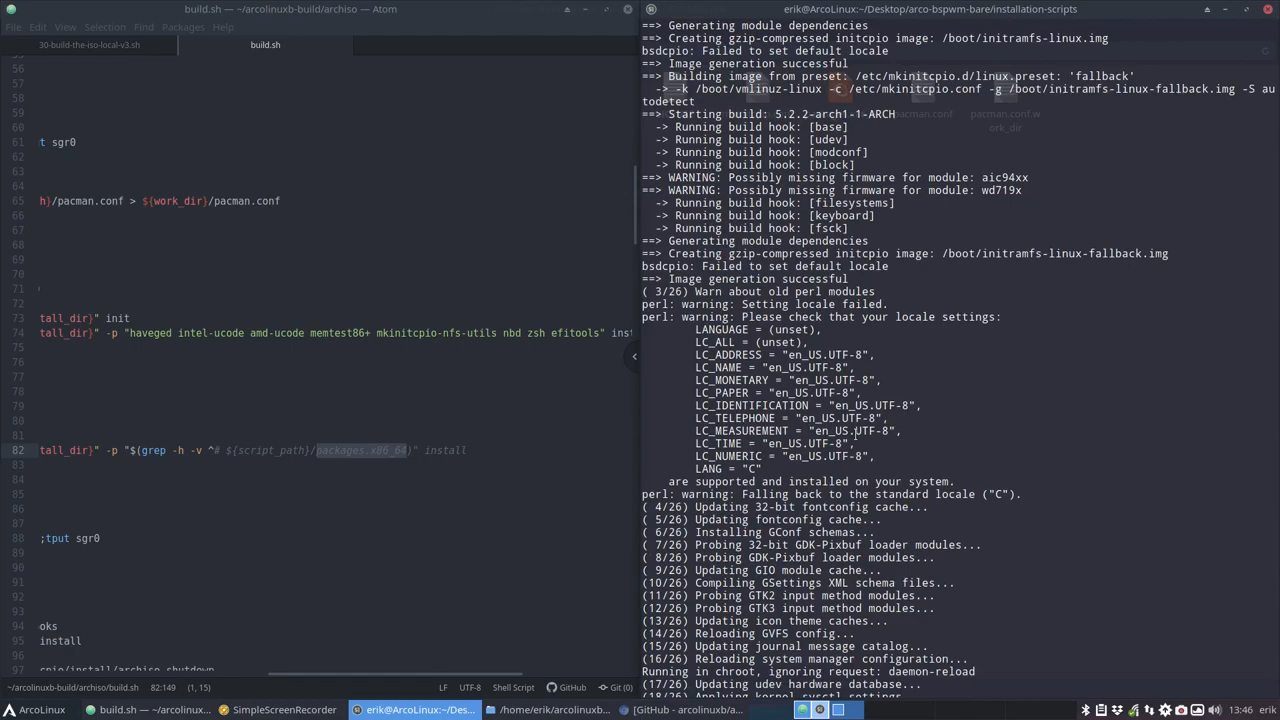 build.sh — ~/arcolinuxb-build/archiso — Atom
File Edit View Selection Find Packages Help
30-build-the-iso-local-v3.sh
build.sh
56
57
58
59
60
61 t sgr0
62
63
64
65 h}/pacman.conf > ${work_dir}/pacman.conf
66
67
68
69
70
71
72
73 tall_dir}" init
74 tall_dir}" -p "haveged intel-ucode amd-ucode memtest86+ mkinitcpio-nfs-utils nbd zsh efitools" inst
75
76
77
78
79
80
81
82 tall_dir}" -p "$(grep -h -v ^# ${script_path}/packages.x86_64)" install
83
84
85
86
87
88 ;tput sgr0
89
90
91
92
93
94 oks
95 install
96
97 cpio/install/archiso_shutdown
~/arcolinuxb-build/archiso/build.sh 82:149 (1, 15) LF UTF-8 Shell Script GitHub Git (0)
erik@ArcoLinux:~/Desktop/arco-bspwm-bare/installation-scripts
==> Generating module dependencies
==> Creating gzip-compressed initcpio image: /boot/initramfs-linux.img
bsdcpio: Failed to set default locale
==> Image generation successful
==> Building image from preset: /etc/mkinitcpio.d/linux.preset: 'fallback'
-> -k /boot/vmlinuz-linux -c /etc/mkinitcpio.conf -g /boot/initramfs-linux-fallback.img -S au
todetect
==> Starting build: 5.2.2-arch1-1-ARCH
-> Running build hook: [base]
-> Running build hook: [udev]
-> Running build hook: [modconf]
-> Running build hook: [block]
==> WARNING: Possibly missing firmware for module: aic94xx
==> WARNING: Possibly missing firmware for module: wd719x
-> Running build hook: [filesystems]
-> Running build hook: [keyboard]
-> Running build hook: [fsck]
==> Generating module dependencies
==> Creating gzip-compressed initcpio image: /boot/initramfs-linux-fallback.img
bsdcpio: Failed to set default locale
==> Image generation successful
( 3/26) Warn about old perl modules
perl: warning: Setting locale failed.
perl: warning: Please check that your locale settings:
LANGUAGE = (unset),
LC_ALL = (unset),
LC_ADDRESS = "en_US.UTF-8",
LC_NAME = "en_US.UTF-8",
LC_MONETARY = "en_US.UTF-8",
LC_PAPER = "en_US.UTF-8",
LC_IDENTIFICATION = "en_US.UTF-8",
LC_TELEPHONE = "en_US.UTF-8",
LC_MEASUREMENT = "en_US.UTF-8",
LC_TIME = "en_US.UTF-8",
LC_NUMERIC = "en_US.UTF-8",
LANG = "C"
are supported and installed on your system.
perl: warning: Falling back to the standard locale ("C").
( 4/26) Updating 32-bit fontconfig cache...
( 5/26) Updating fontconfig cache...
( 6/26) Installing GConf schemas...
( 7/26) Probing 32-bit GDK-Pixbuf loader modules...
( 8/26) Probing GDK-Pixbuf loader modules...
( 9/26) Updating GIO module cache...
(10/26) Compiling GSettings XML schema files...
(11/26) Probing GTK2 input method modules...
(12/26) Probing GTK3 input method modules...
(13/26) Updating icon theme caches...
(14/26) Reloading GVFS config...
(15/26) Updating journal message catalog...
(16/26) Reloading system manager configuration...
Running in chroot, ignoring request: daemon-reload
(17/26) Updating udev hardware database...
(18/26) Applying kernel sysctl settings...
pacman.conf
pacman.conf.w
ork_dir
ArcoLinux
build.sh — ~/arcolinuxb-...
SimpleScreenRecorder
erik@ArcoLinux:~/Des...
/home/erik/arcolinuxb...
[GitHub - arcolinuxb/a...
13:46 erik